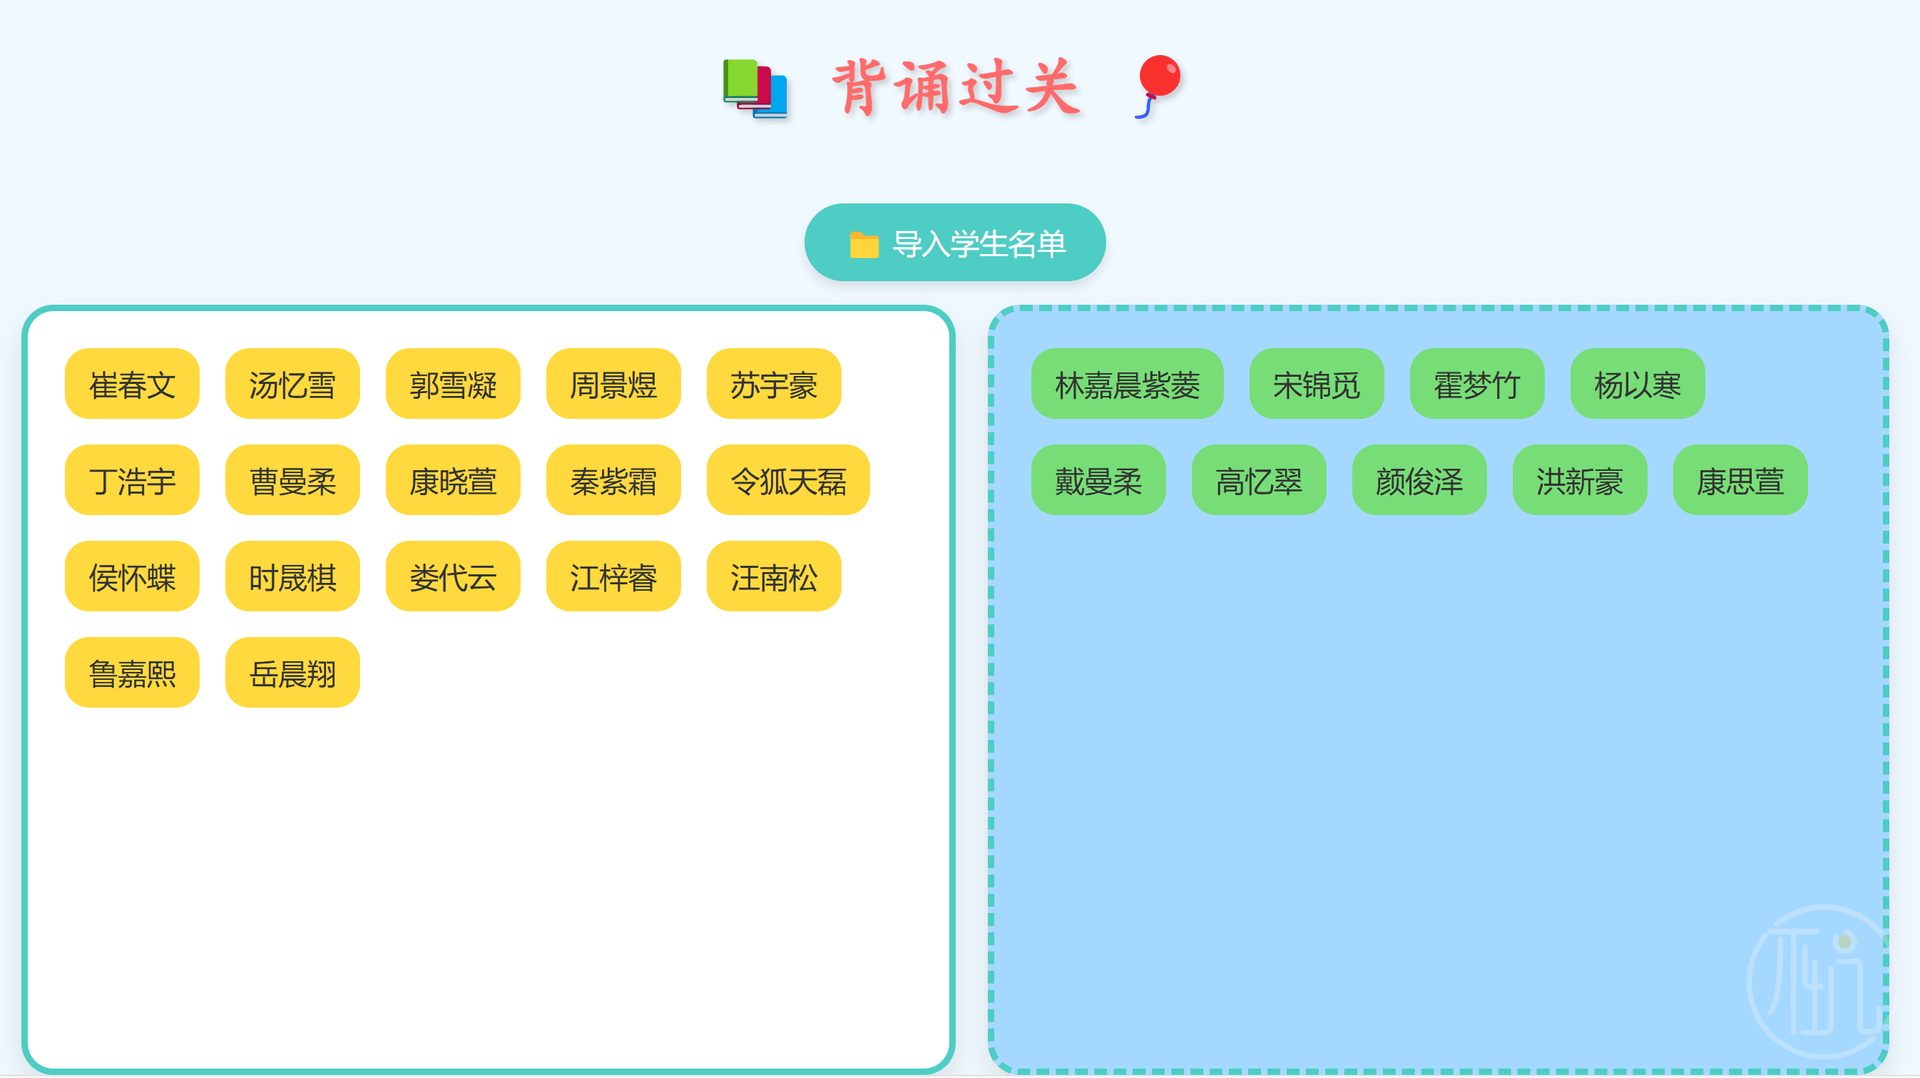 背诵过关
导入学生名单
崔春文 汤忆雪 郭雪凝 周景煜 苏宇豪
丁浩宇 曹曼柔 康晓萱 秦紫霜 令狐天磊
侯怀蝶 时晟棋 娄代云 江梓睿 汪南松
鲁嘉熙 岳晨翔
林嘉晨紫菱 宋锦觅 霍梦竹 杨以寒
戴曼柔 高忆翠 颜俊泽 洪新豪 康思萱